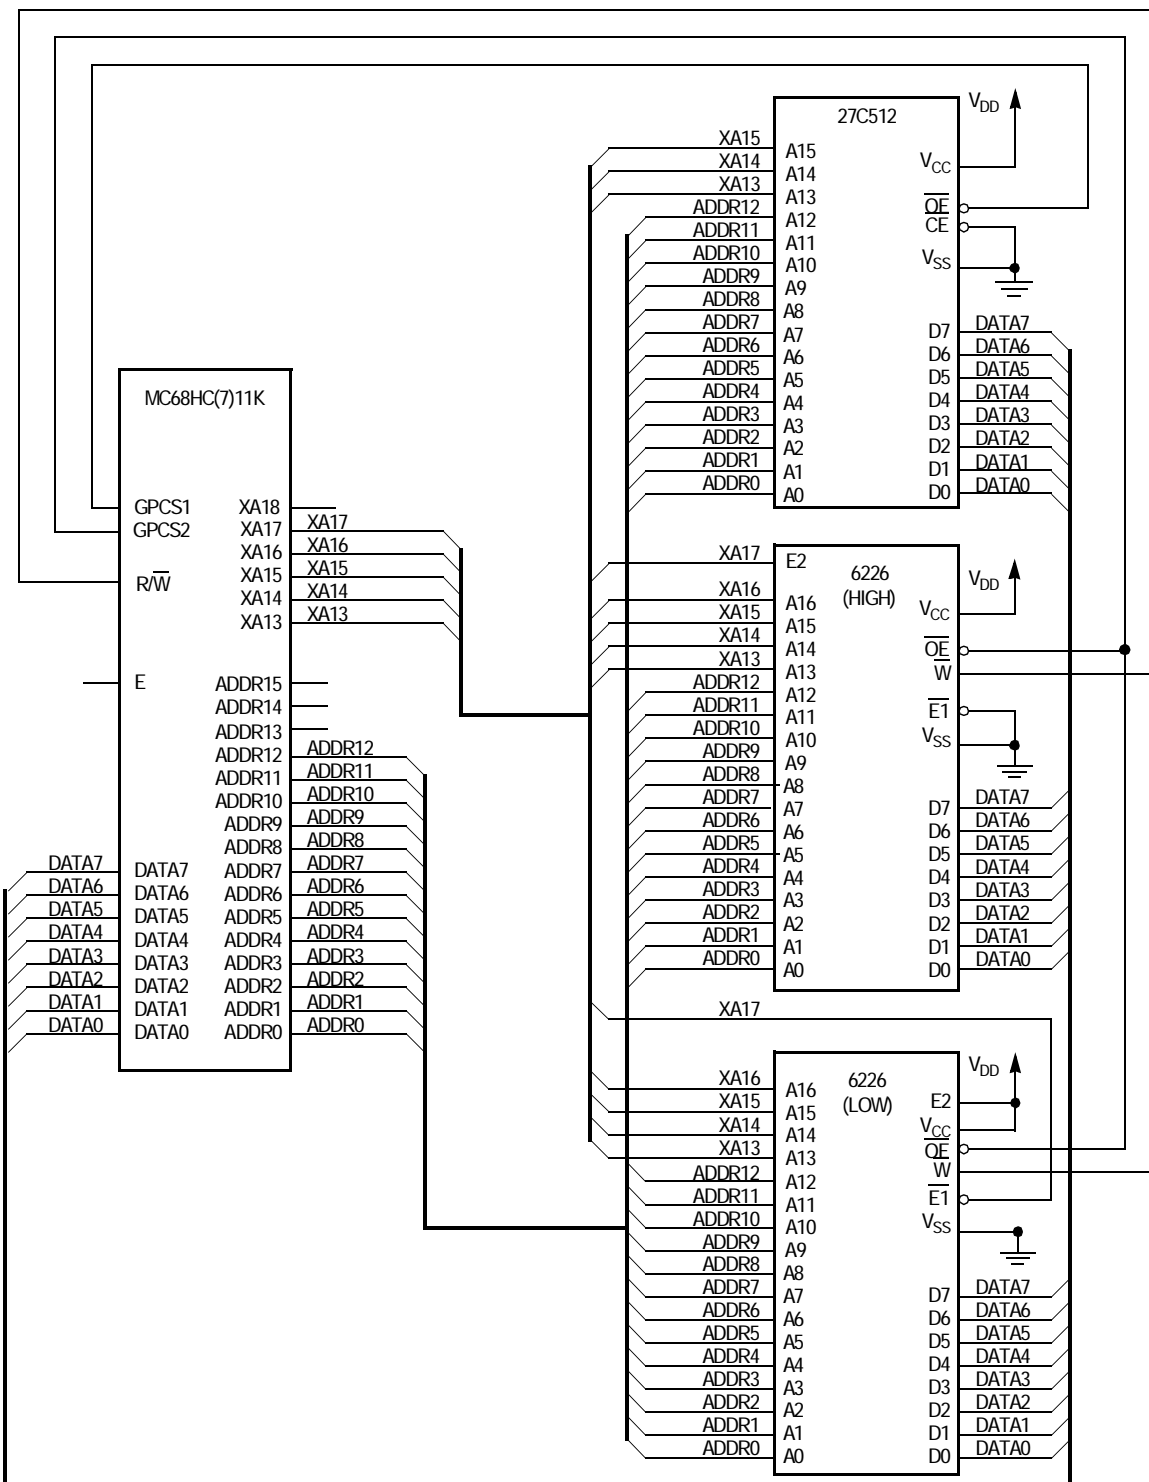 27C512
VDD
XA15
XA14
XA13
ADDR12
ADDR11
ADDR10
ADDR9
ADDR8
ADDR7
ADDR6
ADDR5
ADDR4
ADDR3
ADDR2
ADDR1
ADDR0
A15
A14
A13
A12
A11
A10
A9
A8
A7
A6
A5
A4
A3
A2
A1
A0
VCC
OE
CE
VSS
D7
D6
D5
D4
D3
D2
D1
D0
DATA7
DATA6
DATA5
DATA4
DATA3
DATA2
DATA1
DATA0
MC68HC(7)11K
GPCS1
GPCS2
R/W
E
DATA7
DATA6
DATA5
DATA4
DATA3
DATA2
DATA1
DATA0
DATA7
DATA6
DATA5
DATA4
DATA3
DATA2
DATA1
DATA0
XA18
XA17
XA16
XA15
XA14
XA13
ADDR15
ADDR14
ADDR13
ADDR12
ADDR11
ADDR10
ADDR9
ADDR8
ADDR7
ADDR6
ADDR5
ADDR4
ADDR3
ADDR2
ADDR1
ADDR0
XA17
XA16
XA15
XA14
XA13
ADDR12
ADDR11
ADDR10
ADDR9
ADDR8
ADDR7
ADDR6
ADDR5
ADDR4
ADDR3
ADDR2
ADDR1
ADDR0
6226
(HIGH)
VDD
XA17
XA16
XA15
XA14
XA13
ADDR12
ADDR11
ADDR10
ADDR9
ADDR8
ADDR7
ADDR6
ADDR5
ADDR4
ADDR3
ADDR2
ADDR1
ADDR0
E2
A16
A15
A14
A13
A12
A11
A10
A9
A8
A7
A6
A5
A4
A3
A2
A1
A0
VCC
OE
W
E1
VSS
D7
D6
D5
D4
D3
D2
D1
D0
DATA7
DATA6
DATA5
DATA4
DATA3
DATA2
DATA1
DATA0
XA17
6226
(LOW)
VDD
XA16
XA15
XA14
XA13
ADDR12
ADDR11
ADDR10
ADDR9
ADDR8
ADDR7
ADDR6
ADDR5
ADDR4
ADDR3
ADDR2
ADDR1
ADDR0
A16
A15
A14
A13
A12
A11
A10
A9
A8
A7
A6
A5
A4
A3
A2
A1
A0
E2
VCC
OE
W
E1
VSS
D7
D6
D5
D4
D3
D2
D1
D0
DATA7
DATA6
DATA5
DATA4
DATA3
DATA2
DATA1
DATA0